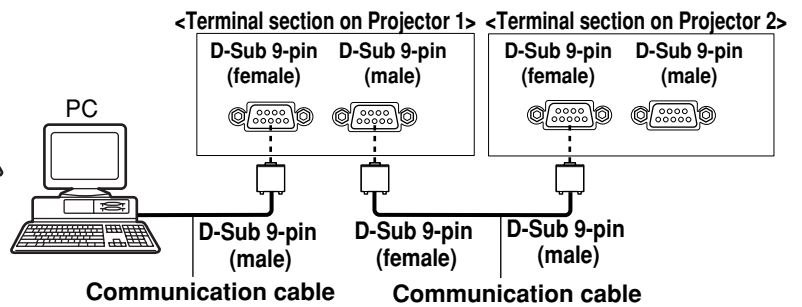 <Terminal section on Projector 1> <Terminal section on Projector 2>
D-Sub 9-pin D-Sub 9-pin D-Sub 9-pin D-Sub 9-pin
(female) (male) (female) (male)
PC
D-Sub 9-pin D-Sub 9-pin D-Sub 9-pin
(male) (female) (male)
Communication cable Communication cable